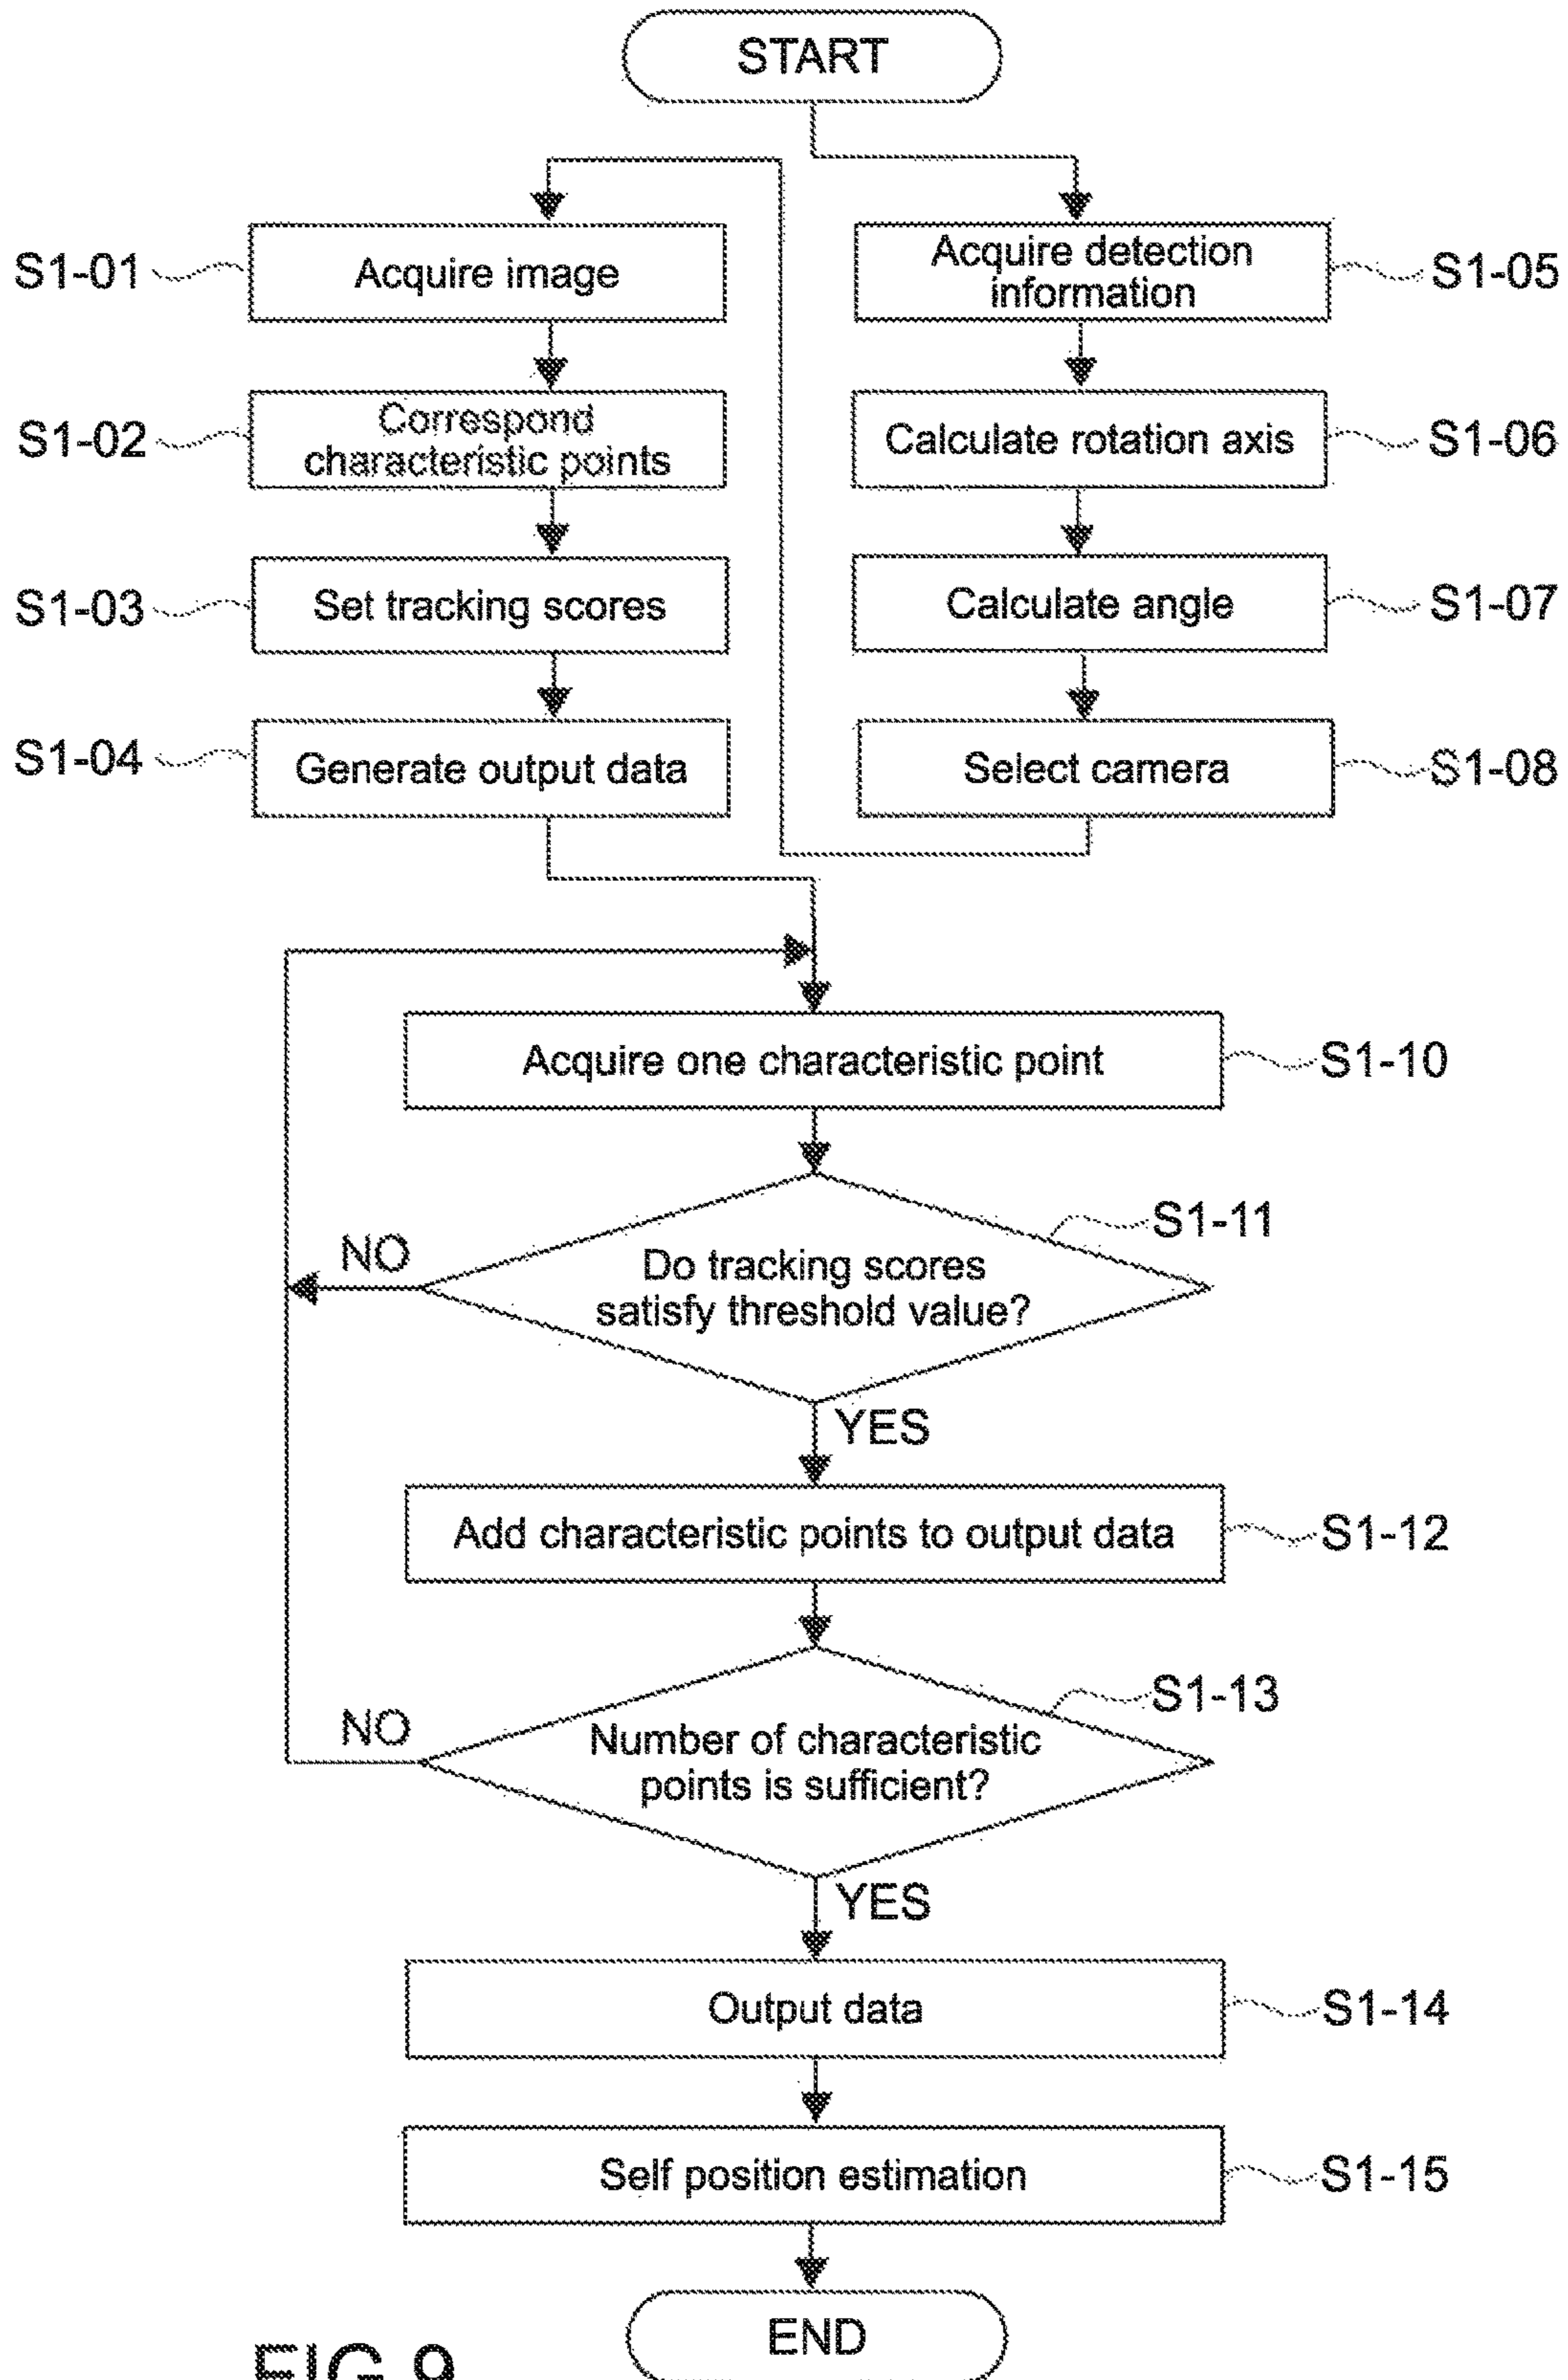 START
S1-01
Acquire image
Acquire detection
information
S1-05
S1-02
Correspond
characteristic points
Calculate rotation axis
S1-06
S1-03
Set tracking scores
Calculate angle
S1-07
S1-04
Generate output data
Select camera
S1-08
Acquire one characteristic point
S1-10
S1-11
NO
Do tracking scores
satisfy threshold value?
YES
Add characteristic points to output data
S1-12
S1-13
NO
Number of characteristic
points is sufficient?
YES
Output data
S1-14
Self position estimation
S1-15
END
FIG.9